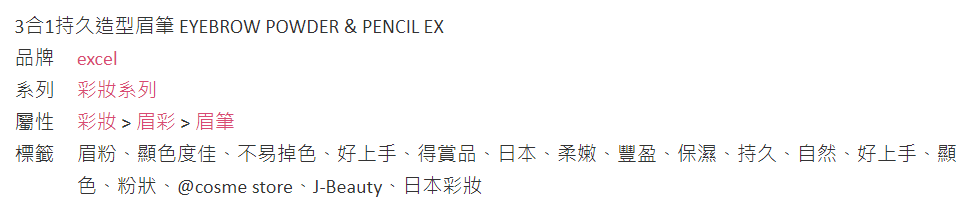 3合1持久造型眉筆 EYEBROW POWDER & PENCIL EX
品牌 excel
系列 彩妝系列
屬性 彩妝 > 眉彩 > 眉筆
標籤 眉粉、顯色度佳、不易掉色、好上手、得賞品、日本、柔嫩、豐盈、保濕、持久、自然、好上手、顯
色、粉狀、@cosme store、J-Beauty、日本彩妝